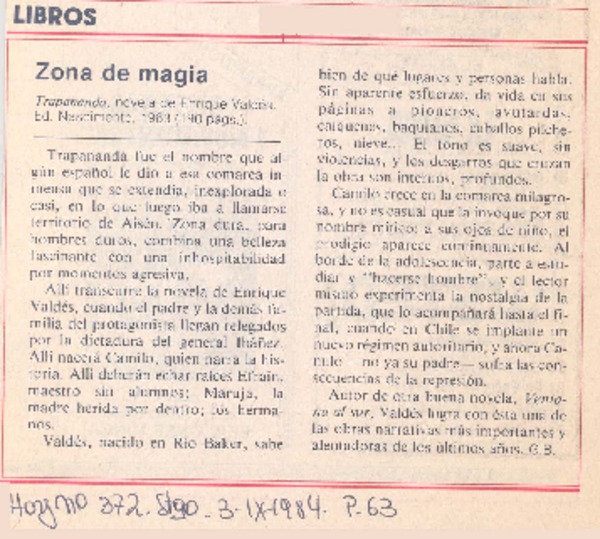 LIBROS
Zona de magia
Trapananda, novela de Enrique Valdés.
Ed. Nascimento, 1983 (190 págs.).
Trapananda fue el nombre que al-
gún español le dio a esa comarca in-
mensa que se extendía, inexplorada o
casi, en lo que luego iba a llamarse
territorio de Aisén. Zona dura, para
hombres duros, combina una belleza
fascinante con una inhospitabilidad
por momentos agresiva.
Allí transcurre la novela de Enrique
Valdés, cuando el padre y la demás fa-
milia del protagonista llegan relegados
por la dictadura del general Ibáñez.
Allí nacerá Camilo, quien narra la his-
toria. Allí deberán echar raíces Efraín,
maestro sin alumnos; Maruja, la
madre herida por dentro; los herma-
nos.
Valdés, nacido en Río Baker, sabe
bien de qué lugares y personas habla.
Sin aparente esfuerzo, da vida en sus
páginas a pioneros, avutardas,
caiquenes, baquianos, caballos pilche-
ros, nieve... El tono es suave, sin
violencias, y los desgarros que cruzan
la obra son internos, profundos.
Camilo crece en la comarca milagro-
sa, y no es casual que la invoque por su
nombre mítico: a sus ojos de niño, el
prodigio aparece continuamente. Al
borde de la adolescencia, parte a estu-
diar y "hacerse hombre", y el lector
mismo experimenta la nostalgia de la
partida, que lo acompañará hasta el fi-
nal, cuando en Chile se implante un
nuevo régimen autoritario, y ahora Ca-
milo —no ya su padre— sufra las con-
secuencias de la represión.
Autor de otra buena novela, Venta-
na al sur, Valdés logra con ésta una de
las obras narrativas más importantes y
alentadoras de los últimos años. G.B.
Hoy no 372. Stgo. 3-IX-1984. P. 63